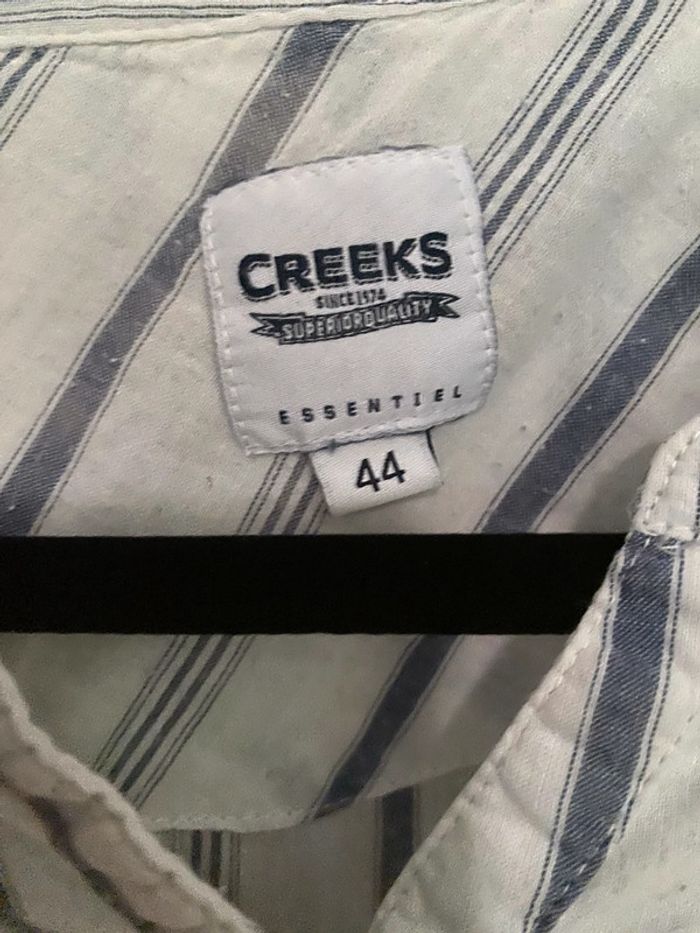 CREEKS
SINCE 1974
SUPERIOR QUALITY
ESSENTIEL
44